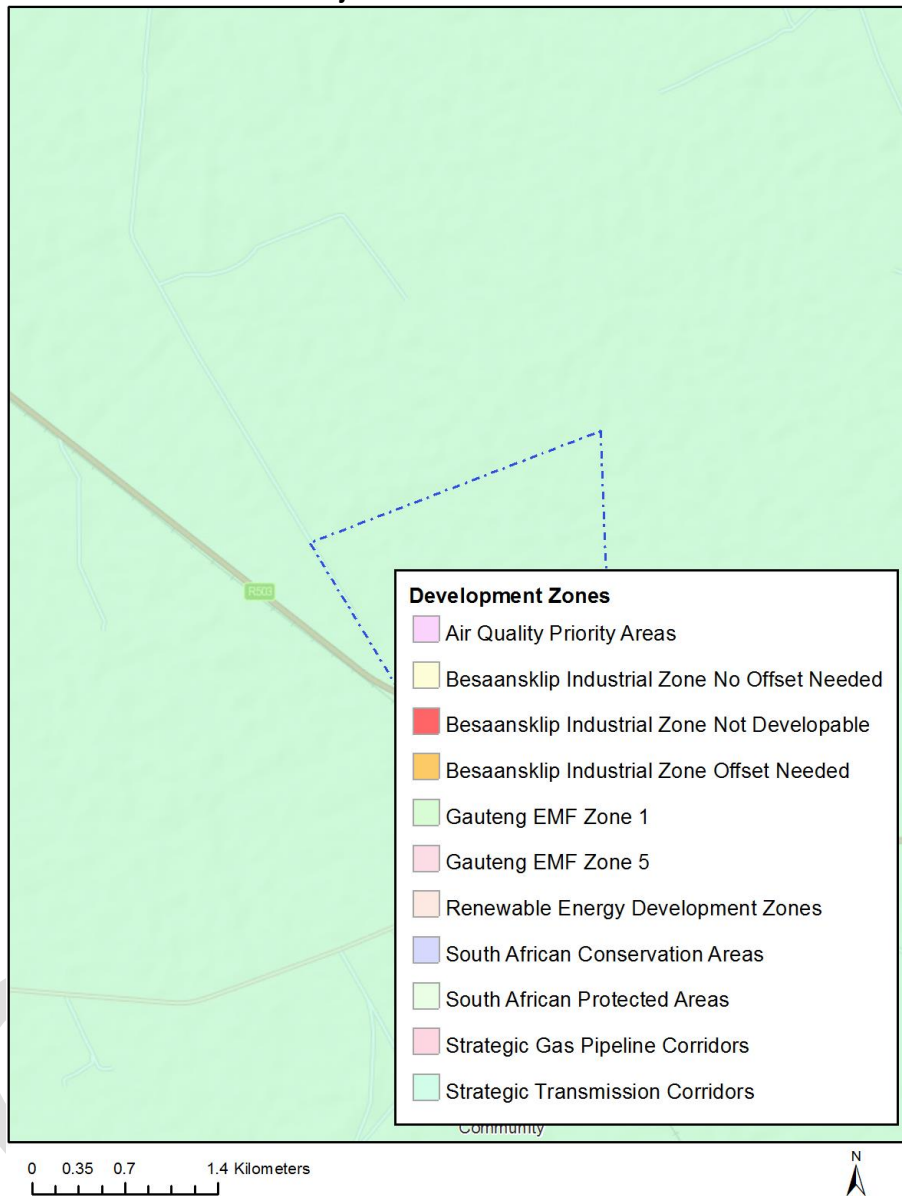 R503
Development Zones
Air Quality Priority Areas
Besaansklip Industrial Zone No Offset Needed
Besaansklip Industrial Zone Not Developable
Besaansklip Industrial Zone Offset Needed
Gauteng EMF Zone 1
Gauteng EMF Zone 5
Renewable Energy Development Zones
South African Conservation Areas
South African Protected Areas
Strategic Gas Pipeline Corridors
Strategic Transmission Corridors
Community
0 0.35 0.7 1.4 Kilometers
N